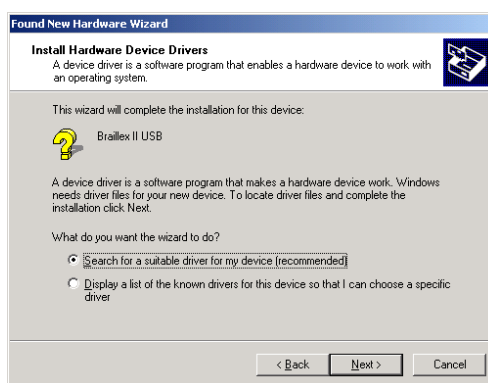 Found New Hardware Wizard
Install Hardware Device Drivers
A device driver is a software program that enables a hardware device to work with
an operating system.
This wizard will complete the installation for this device:
Braillex II USB
A device driver is a software program that makes a hardware device work. Windows
needs driver files for your new device. To locate driver files and complete the
installation click Next.
What do you want the wizard to do?
Search for a suitable driver for my device (recommended)
Display a list of the known drivers for this device so that I can choose a specific
driver
< Back Next > Cancel